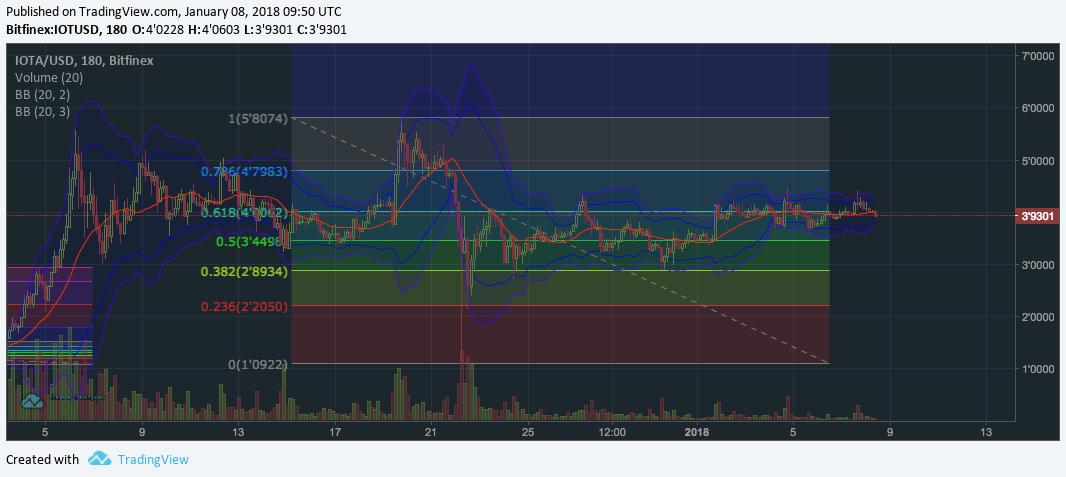 Published on TradingView.com, January 08, 2018 09:50 UTC
Bitfinex:IOTUSD, 180 O:4'0228 H:4'0603 L:3'9301 C:3'9301
IOTA/USD, 180, Bitfinex
Volume (20)
BB (20, 2)
BB (20, 3)
7'0000
6'0000
5'0000
3'9301
3'0000
2'0000
1'0000
1(5'8074)
0.786(4'7983)
0.618(4'0062)
0.5(3'4498)
0.382(2'8934)
0.236(2'2050)
0(1'0922)
5 9 13 17 21 25 12:00 2018 5 9 13
Created with TradingView